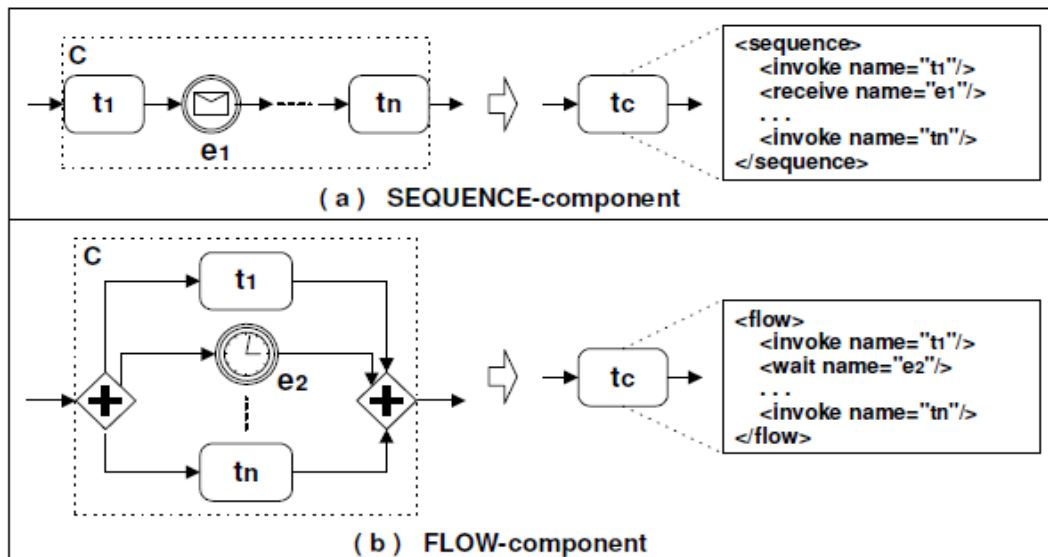 C
t1
e1
tn
tc
<sequence>
<invoke name="t1"/>
<receive name="e1"/>
. . .
<invoke name="tn"/>
</sequence>
( a ) SEQUENCE-component
C
t1
e2
tn
tc
<flow>
<invoke name="t1"/>
<wait name="e2"/>
. . .
<invoke name="tn"/>
</flow>
( b ) FLOW-component